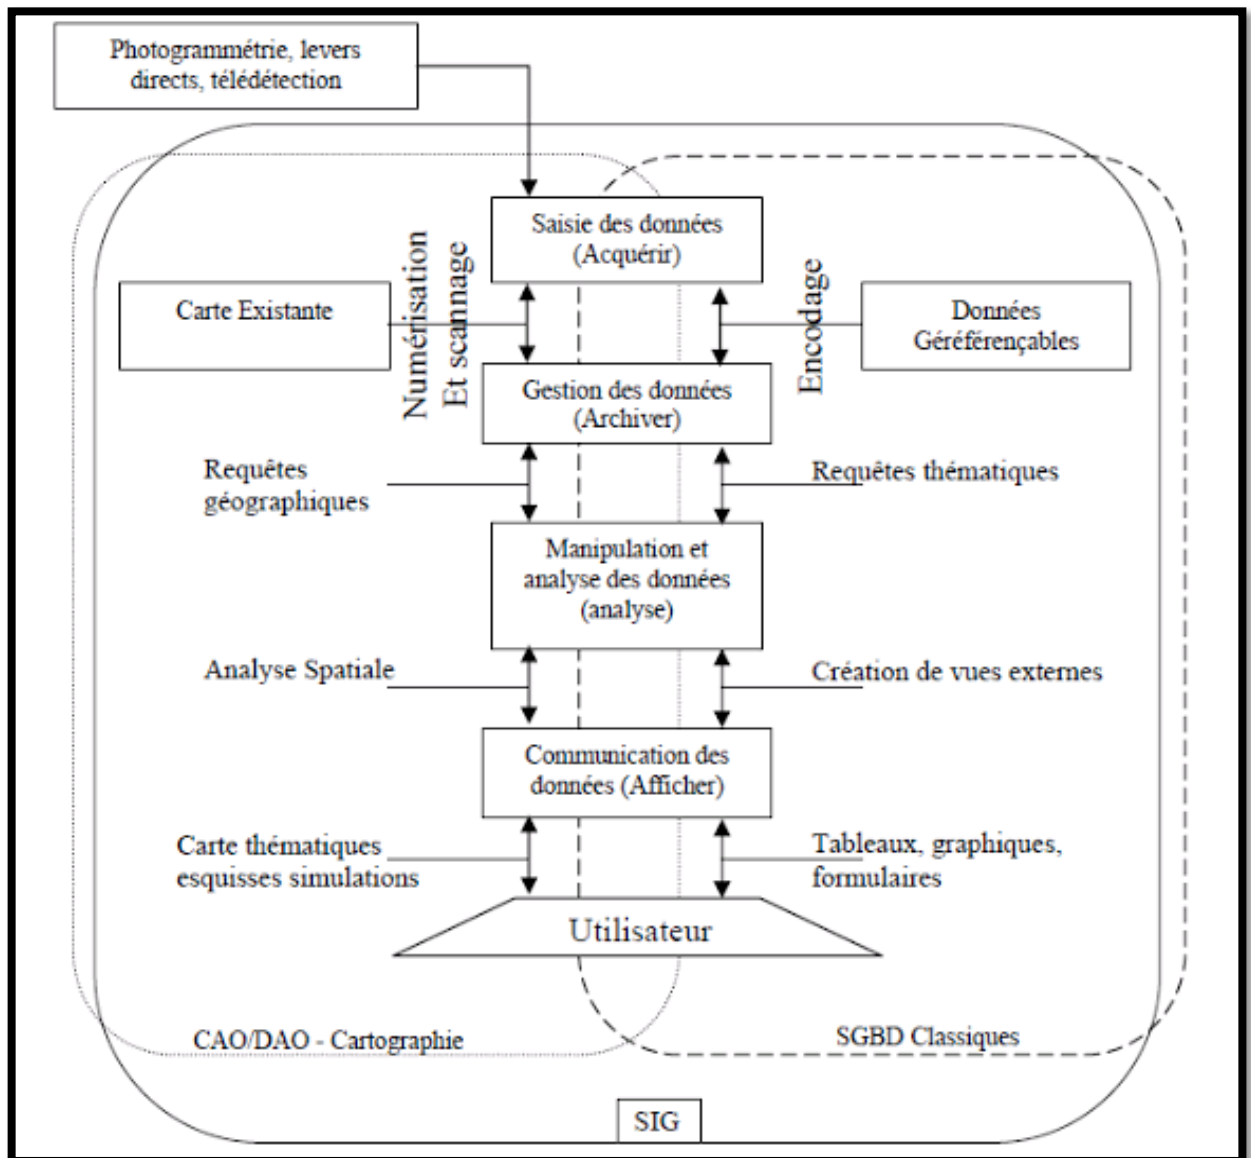 Photogrammétrie, levers
directs, télédétection
Saisie des données
(Acquérir)
Numérisation
Et scannage
Encodage
Carte Existante
Données
Géréférençables
Gestion des données
(Archiver)
Requêtes
géographiques
Requêtes thématiques
Manipulation et
analyse des données
(analyse)
Analyse Spatiale
Création de vues externes
Communication des
données (Afficher)
Carte thématiques
esquisses simulations
Tableaux, graphiques,
formulaires
Utilisateur
CAO/DAO - Cartographie
SGBD Classiques
SIG